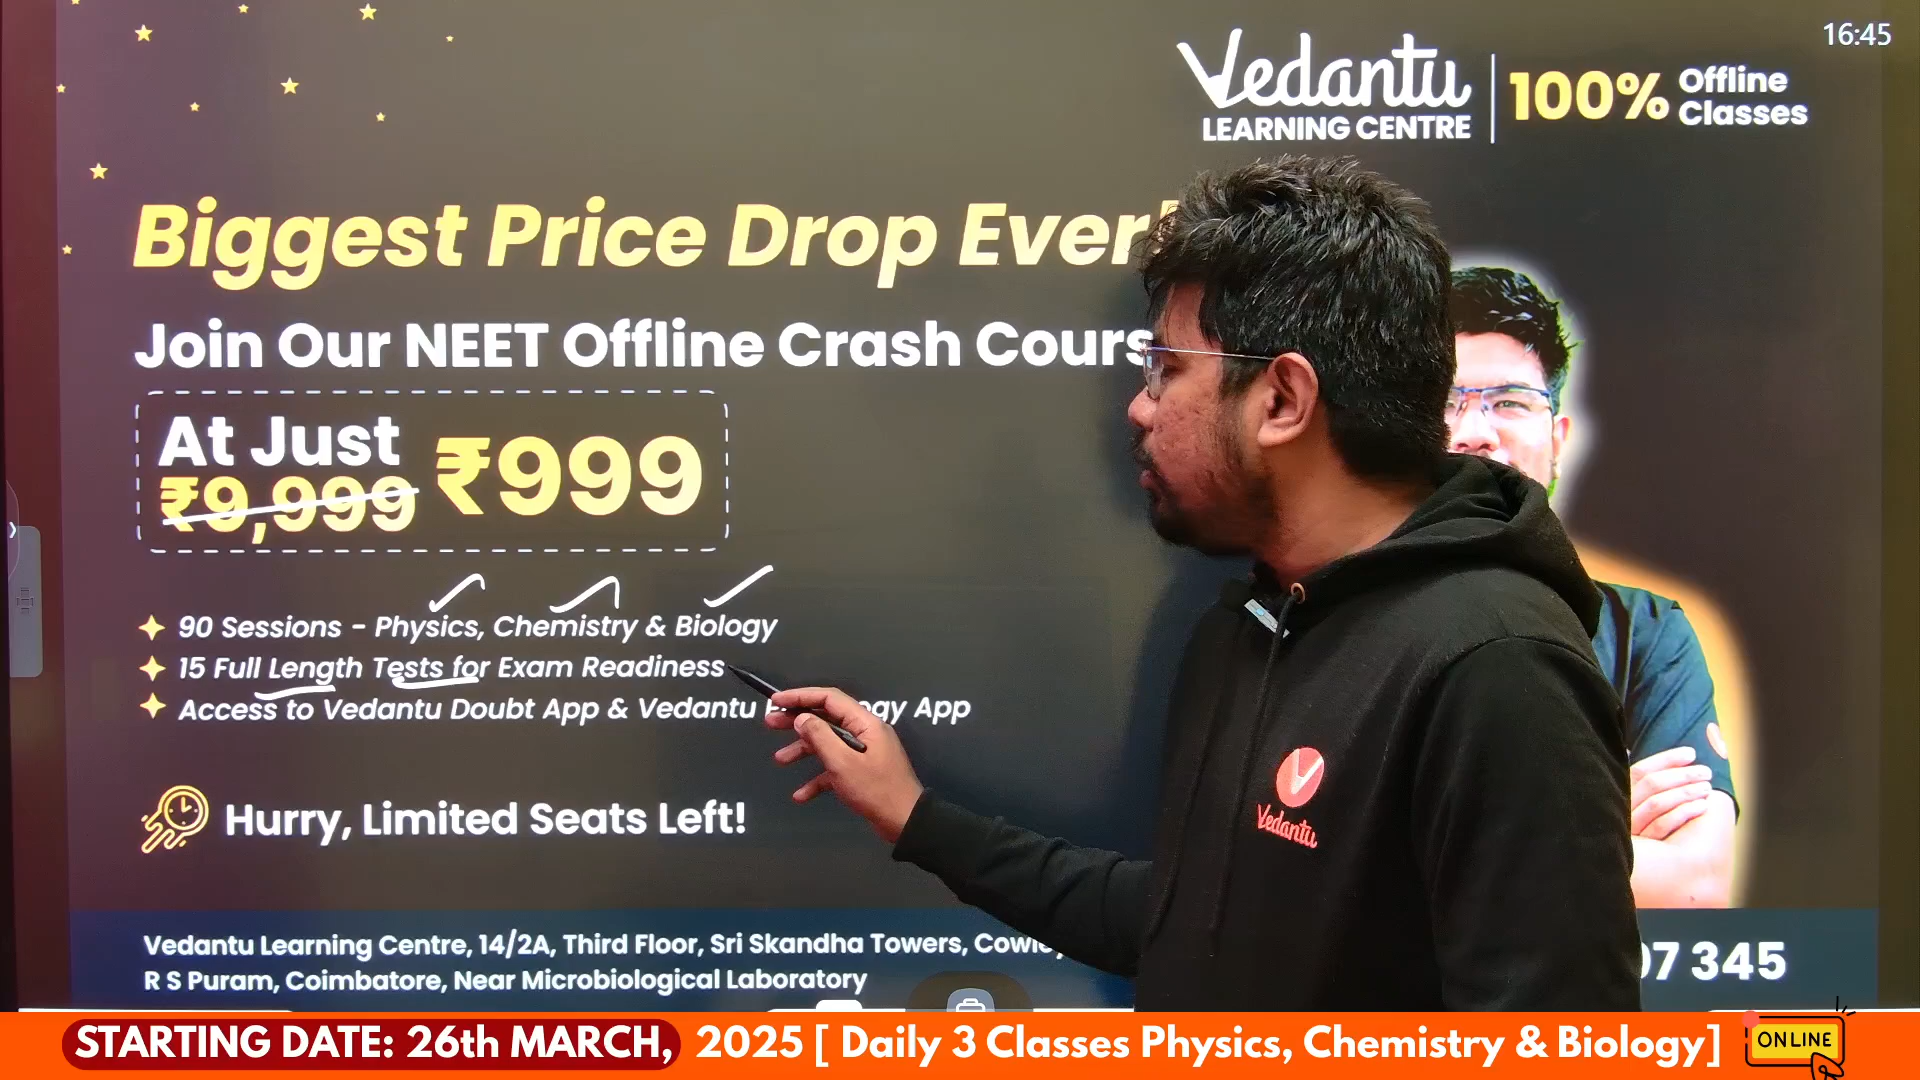 16:45
Vedantu
LEARNING CENTRE
100% Offline Classes
Biggest Price Drop Ever!
Join Our NEET Offline Crash
At Just
₹9,999
₹999
90 Sessions - Physics, Chemistry & Biology
15 Full Length Tests for Exam Readiness
Access to Vedantu Doubt App & Vedantu App
Hurry, Limited Seats Left!
Vedantu Learning Centre, 14/2A, Third Floor, Sri Skandha Towers,
R S Puram, Coimbatore, Near Microbiological Laboratory
07 345
Vedantu
STARTING DATE: 26th MARCH, 2025 [ Daily 3 Classes Physics, Chemistry & Biology]
ONLINE